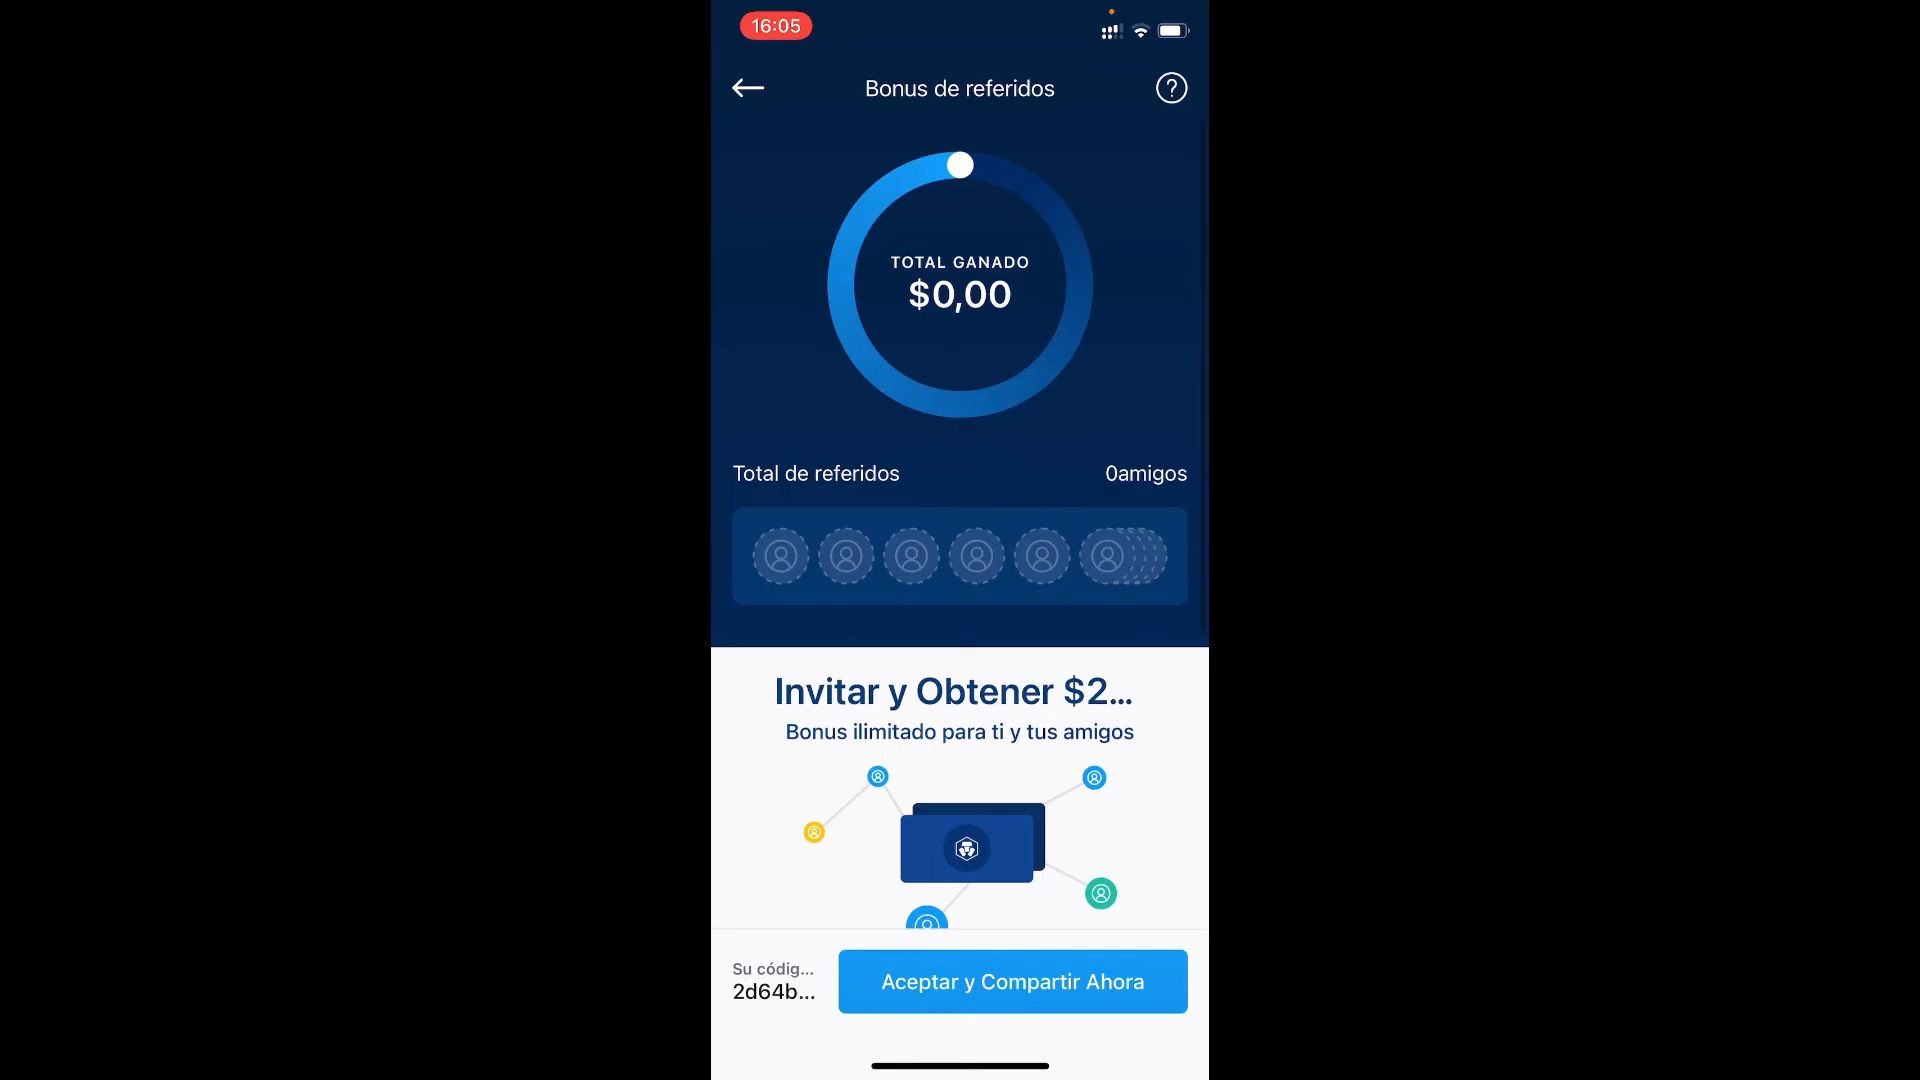 16:05
Bonus de referidos
TOTAL GANADO
$0,00
Total de referidos
0amigos
Invitar y Obtener $2...
Bonus ilimitado para ti y tus amigos
Su códig...
2d64b...
Aceptar y Compartir Ahora